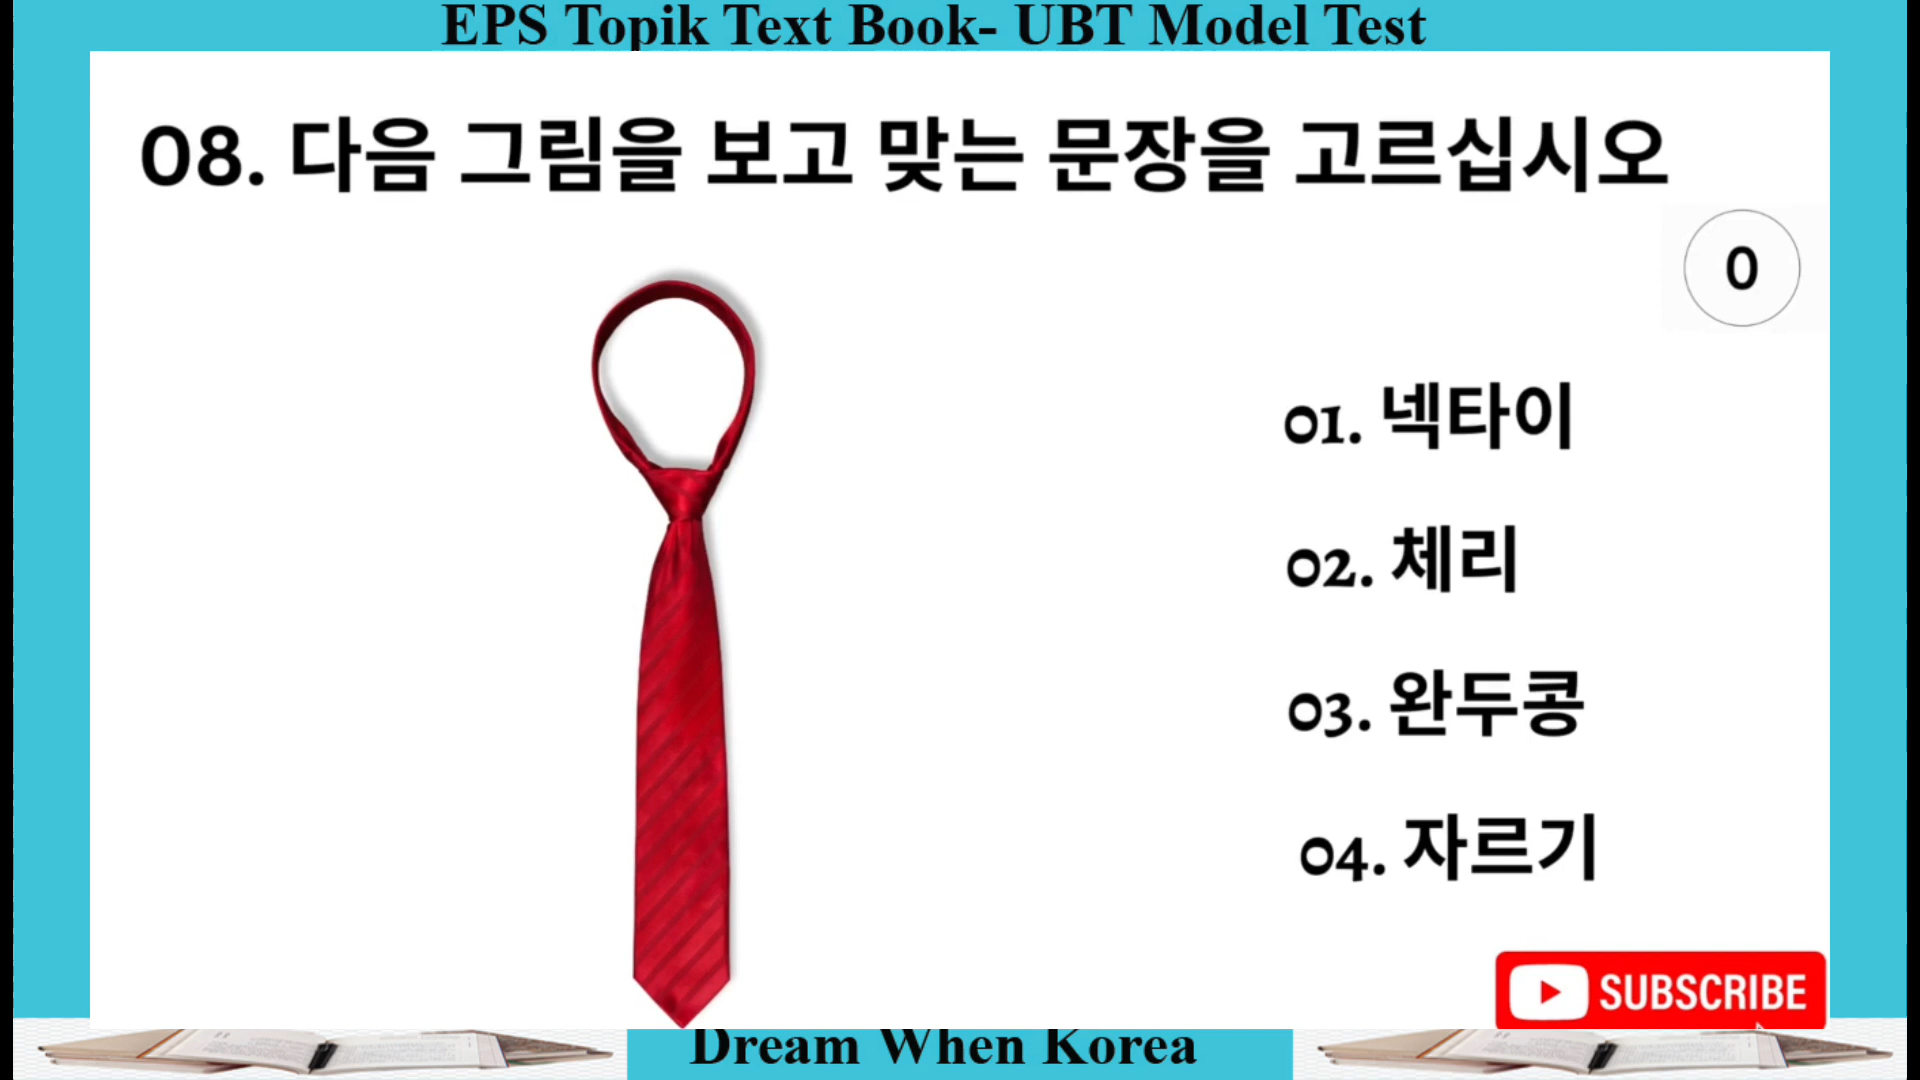 EPS Topik Text Book- UBT Model Test
08. 다음 그림을 보고 맞는 문장을 고르십시오
0
01. 넥타이
02. 체리
03. 완두콩
04. 자르기
SUBSCRIBE
Dream When Korea